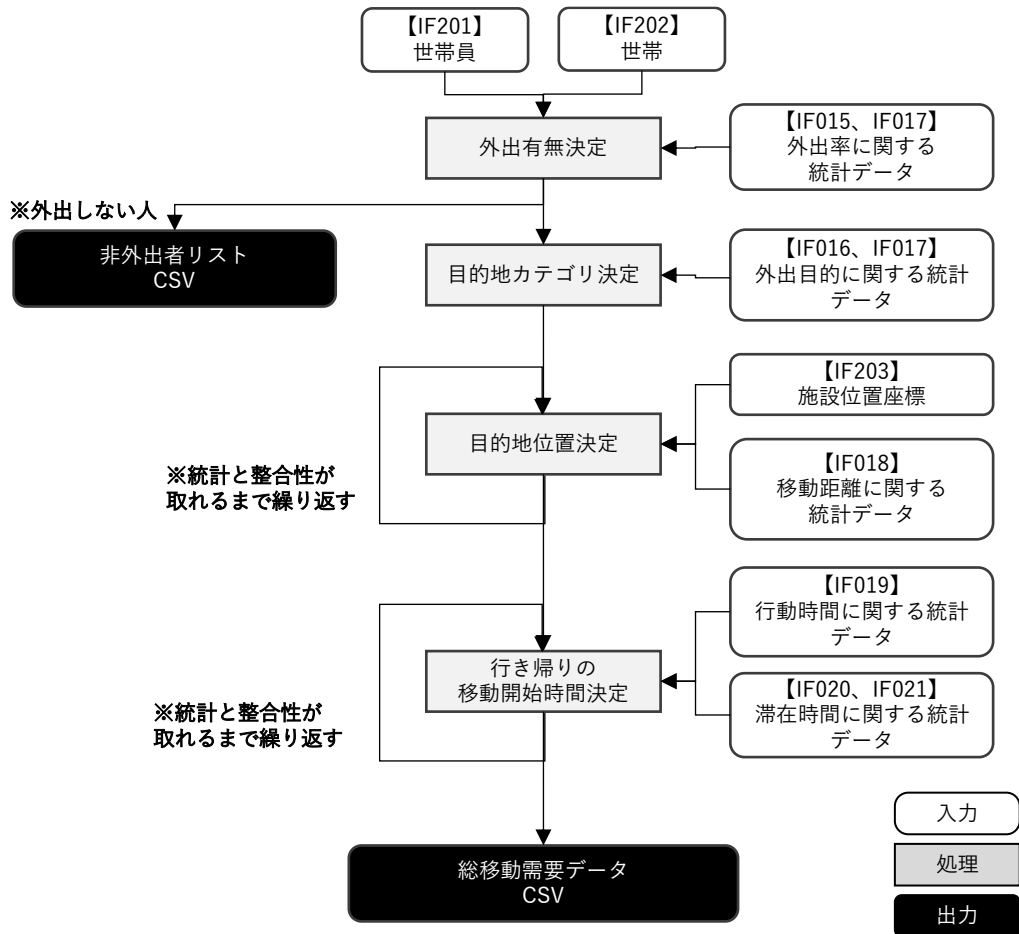 【IF201】
世帯員
【IF202】
世帯
外出有無決定
【IF015、IF017】
外出率に関する
統計データ
※外出しない人
非外出者リスト
CSV
目的地カテゴリ決定
【IF016、IF017】
外出目的に関する統計
データ
【IF203】
施設位置座標
目的地位置決定
※統計と整合性が
取れるまで繰り返す
【IF018】
移動距離に関する
統計データ
【IF019】
行動時間に関する統計
データ
行き帰りの
移動開始時間決定
※統計と整合性が
取れるまで繰り返す
【IF020、IF021】
滞在時間に関する統計
データ
総移動需要データ
CSV
入力
処理
出力